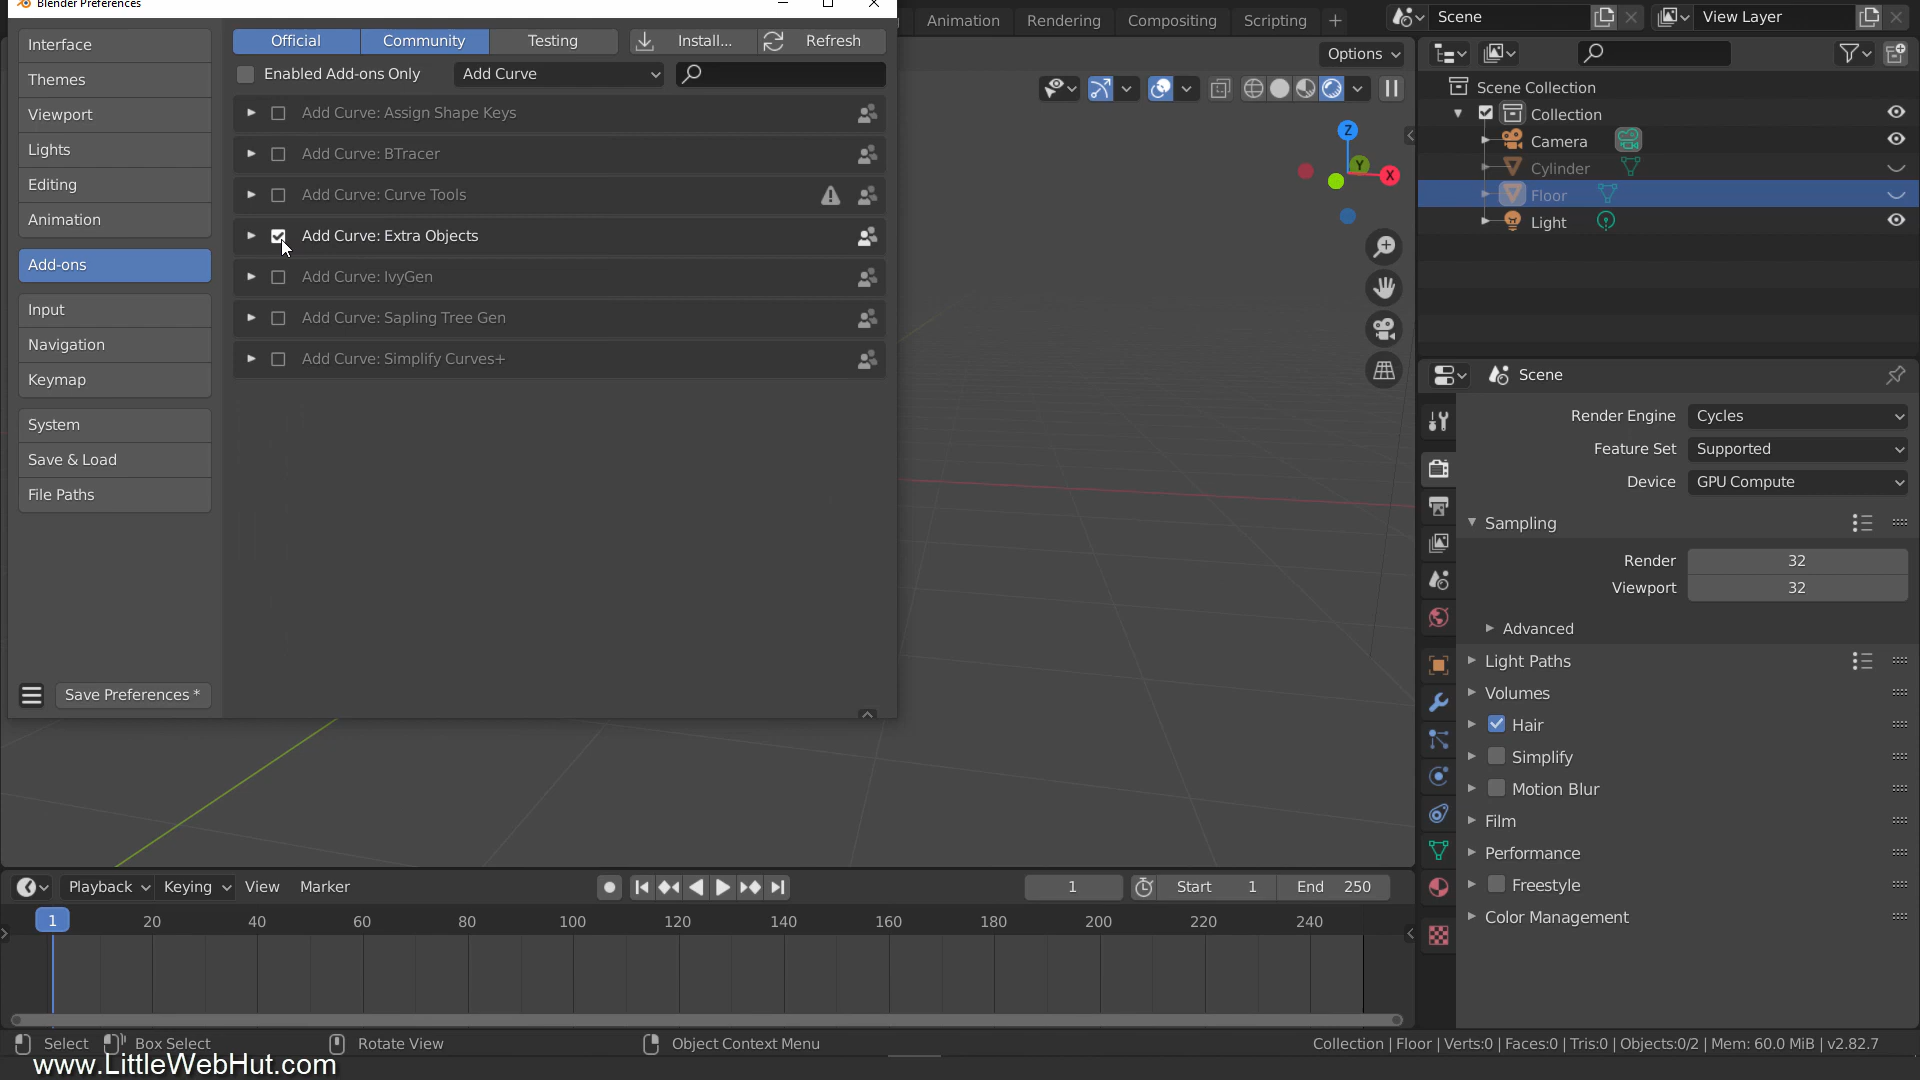 Blender Preferences
Interface
Themes
Viewport
Lights
Editing
Animation
Add-ons
Input
Navigation
Keymap
System
Save & Load
File Paths
Save Preferences *
Official Community Testing Install... Refresh
Enabled Add-ons Only Add Curve
Add Curve: Assign Shape Keys
Add Curve: BTracer
Add Curve: Curve Tools
Add Curve: Extra Objects
Add Curve: IvyGen
Add Curve: Sapling Tree Gen
Add Curve: Simplify Curves+
Animation Rendering Compositing Scripting + Scene View Layer
Options
Z
Y
X
Scene Collection
Collection
Camera
Cylinder
Floor
Light
Scene
Render Engine Cycles
Feature Set Supported
Device GPU Compute
Sampling
Render 32
Viewport 32
Advanced
Light Paths
Volumes
Hair
Simplify
Motion Blur
Film
Performance
Freestyle
Color Management
Playback Keying View Marker 1 Start 1 End 250
1 20 40 60 80 100 120 140 160 180 200 220 240
Select Box Select Rotate View Object Context Menu Collection | Floor | Verts:0 | Faces:0 | Tris:0 | Objects:0/2 | Mem: 60.0 MiB | v2.82.7
www.LittleWebHut.com